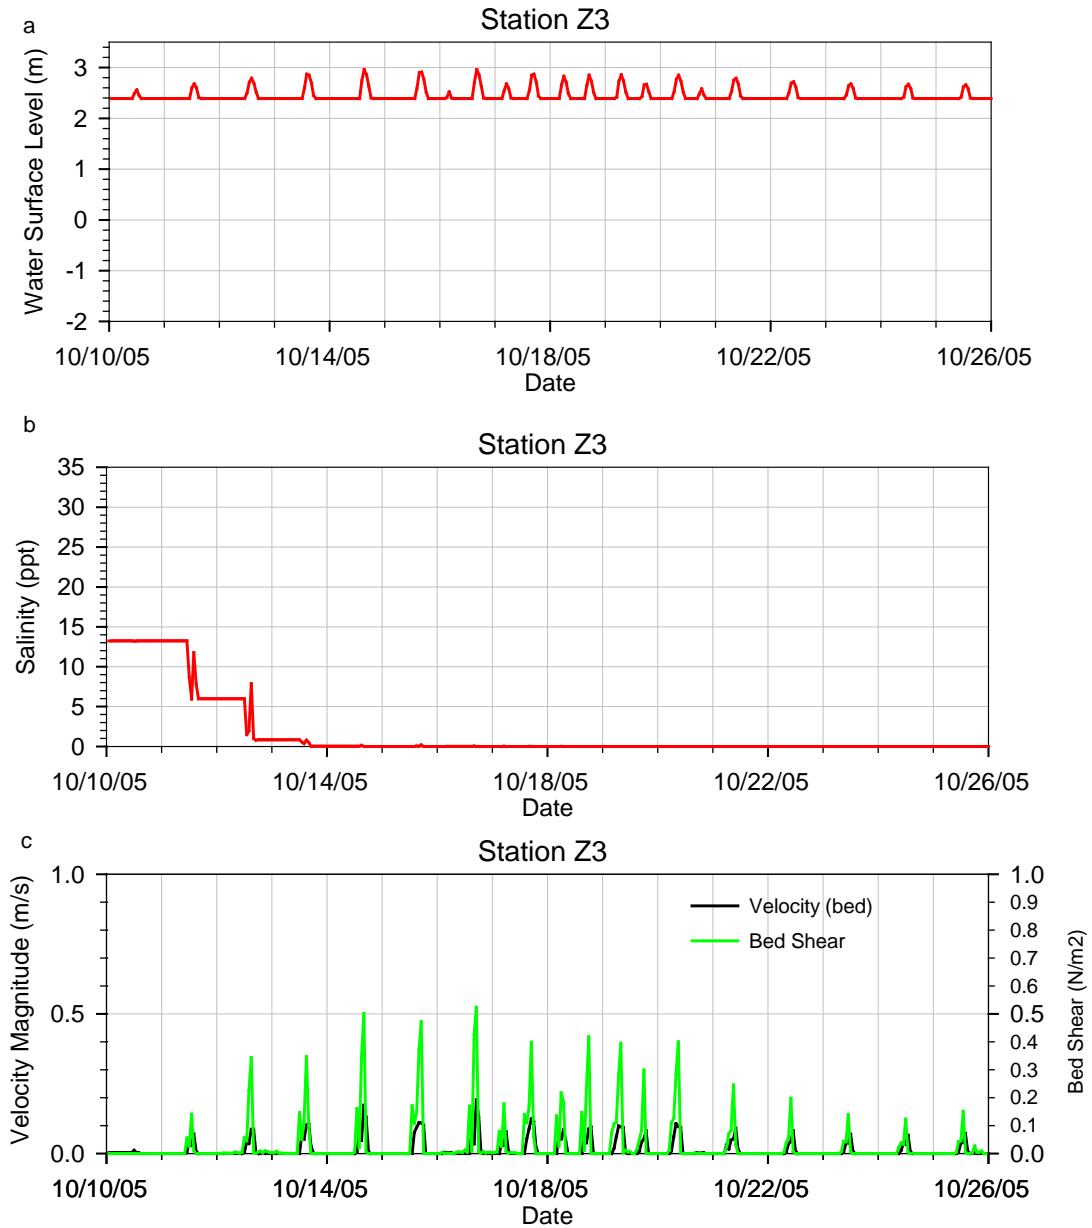 a
Station Z3
Water Surface Level (m)
3
2
1
0
-1
-2
10/10/05 10/14/05 10/18/05 10/22/05 10/26/05
Date
b
Station Z3
Salinity (ppt)
35
30
25
20
15
10
5
0
10/10/05 10/14/05 10/18/05 10/22/05 10/26/05
Date
c
Station Z3
Velocity Magnitude (m/s)
1.0
0.5
0.0
Velocity (bed)
Bed Shear
1.0
0.9
0.8
0.7
0.6
0.5
0.4
0.3
0.2
0.1
0.0
Bed Shear (N/m2)
10/10/05 10/14/05 10/18/05 10/22/05 10/26/05
Date